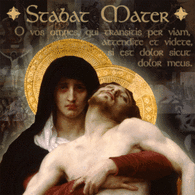 Stabat Mater
O vos omnes, qui transitis per viam,
attendite et videte,
si est dolor sicut
dolor meus.